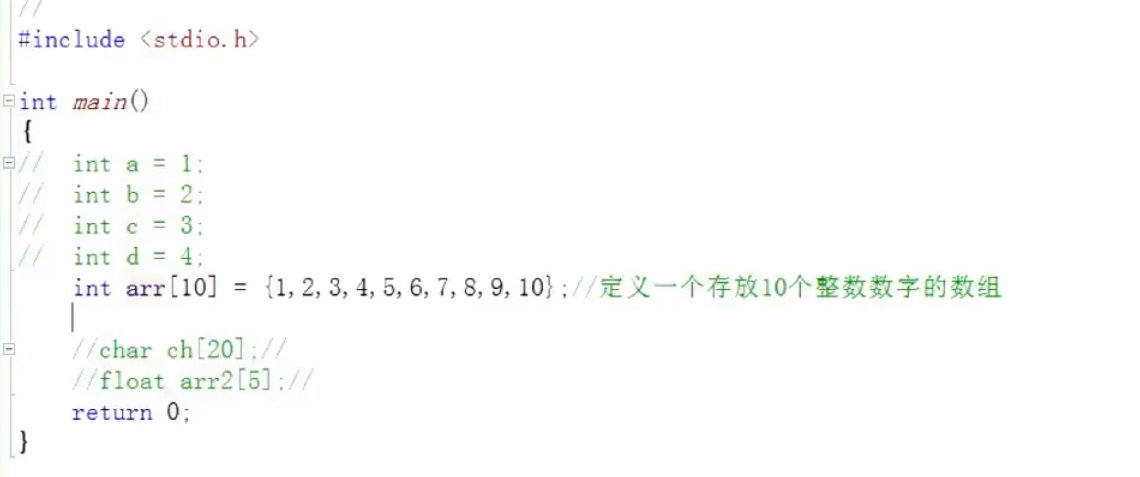 //
#include <stdio.h>
int main()
{
//  int a = 1;
//  int b = 2;
//  int c = 3;
//  int d = 4;
    int arr[10] = {1,2,3,4,5,6,7,8,9,10};//定义一个存放10个整数数字的数组
    //char ch[20];//
    //float arr2[5];//
    return 0;
}